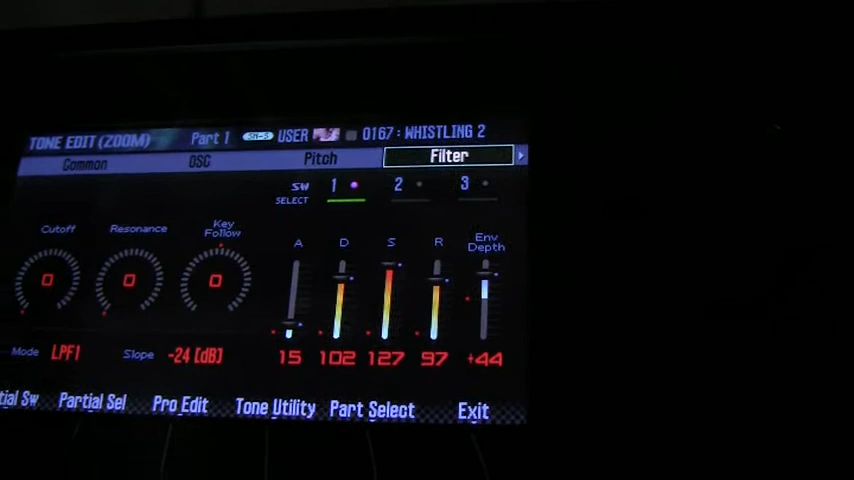 TONE EDIT (ZOOM) Part 1 SN-S USER 0167: WHISTLING 2
Common OSC Pitch Filter
SW 1 2 3
SELECT
Cutoff Resonance Key Follow A D S R Env Depth
0 0 0
Mode LPF1 Slope -24 [dB] 15 102 127 97 +44
tial Sw Partial Sel Pro Edit Tone Utility Part Select Exit